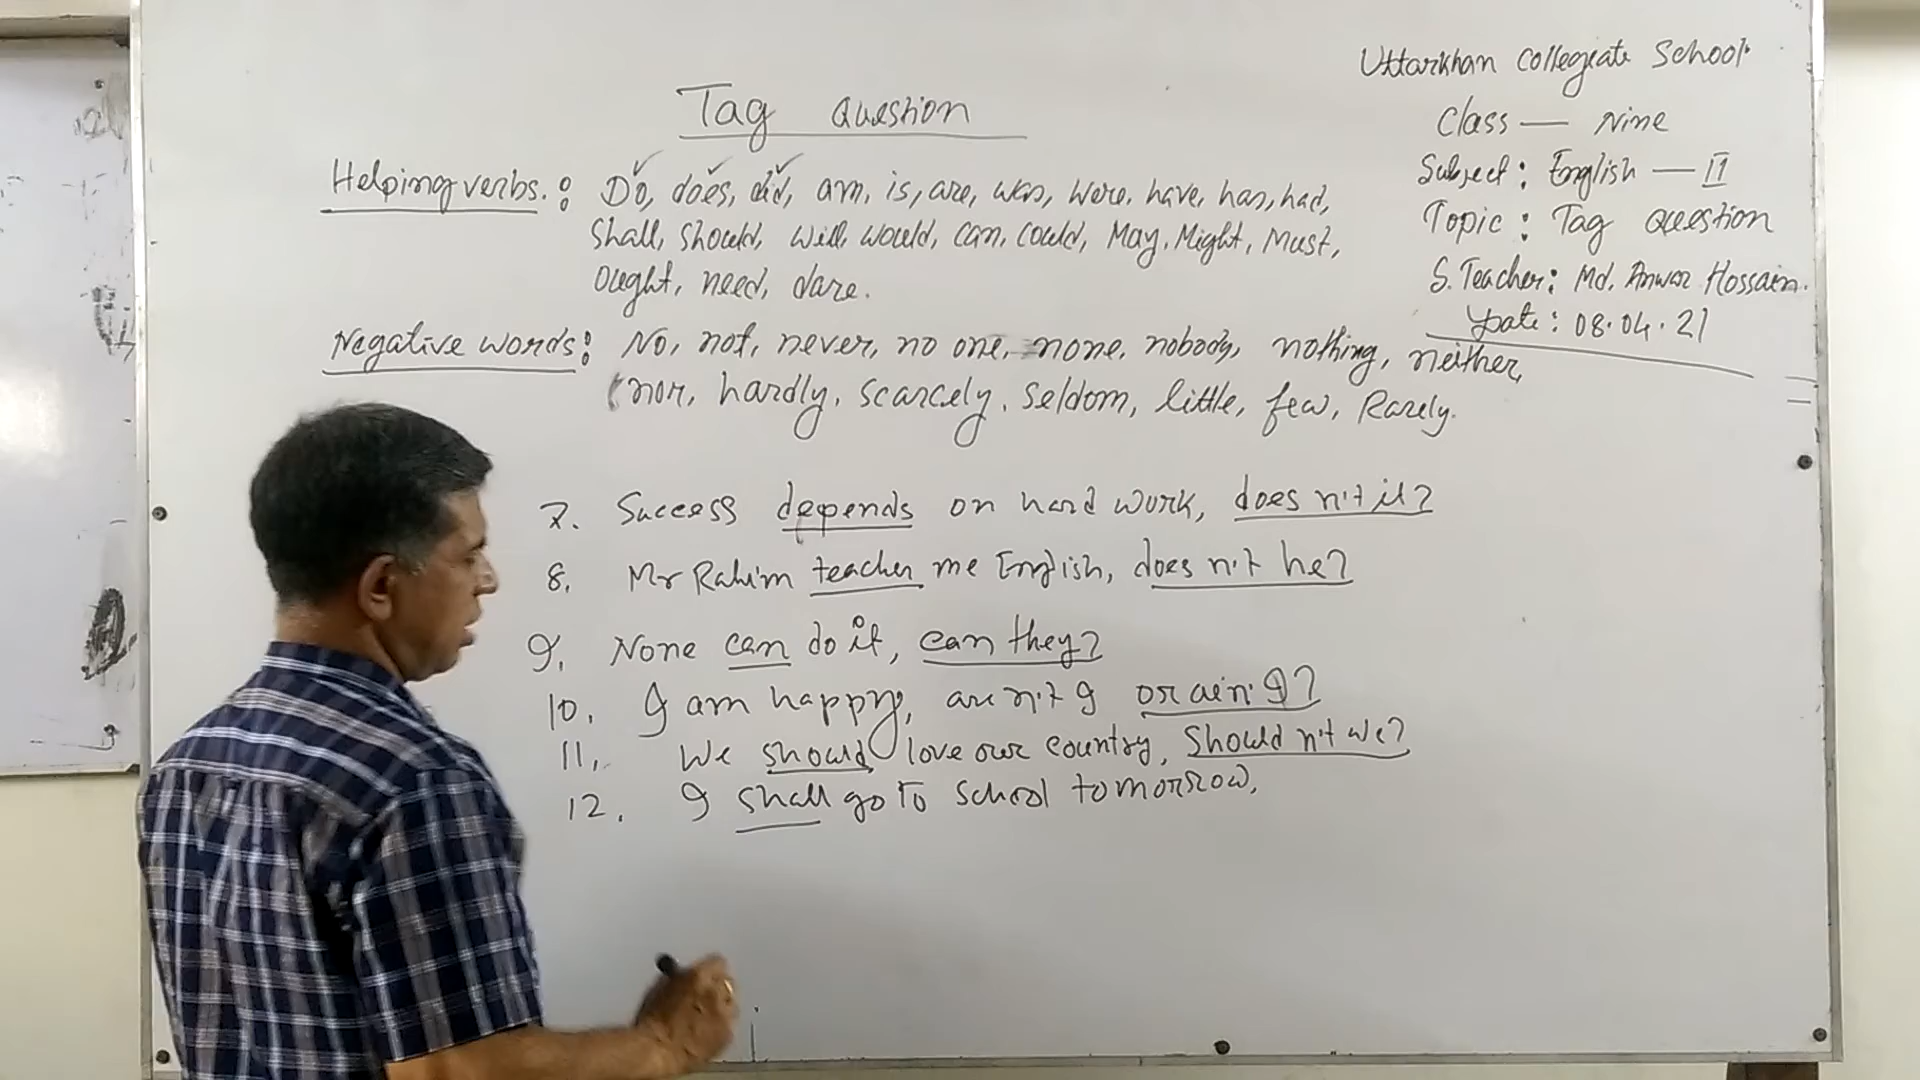 Uttarkhan Collegiate School
Class — Nine
Subject : English — II
Topic : Tag Question
S. Teacher : Md. Anwar Hossain.
Date : 08.04.21
Tag Question
Helping verbs. : Do, does, did, am, is, are, was, were, have, has, had,
Shall, Should, Will, would, can, could, May, Might, Must,
Ought, need, dare.
Negative words : No, not, never, no one, none, nobody, nothing, neither,
nor, hardly, scarcely, seldom, little, few, Rarely.
7. Success depends on hard work, does n't it?
8. Mr Rahim teaches me English, does n't he?
9. None can do it, can they?
10. I am happy, are n't I or ain't I?
11. We should love our country, Should n't we?
12. I shall go to school tomorrow,